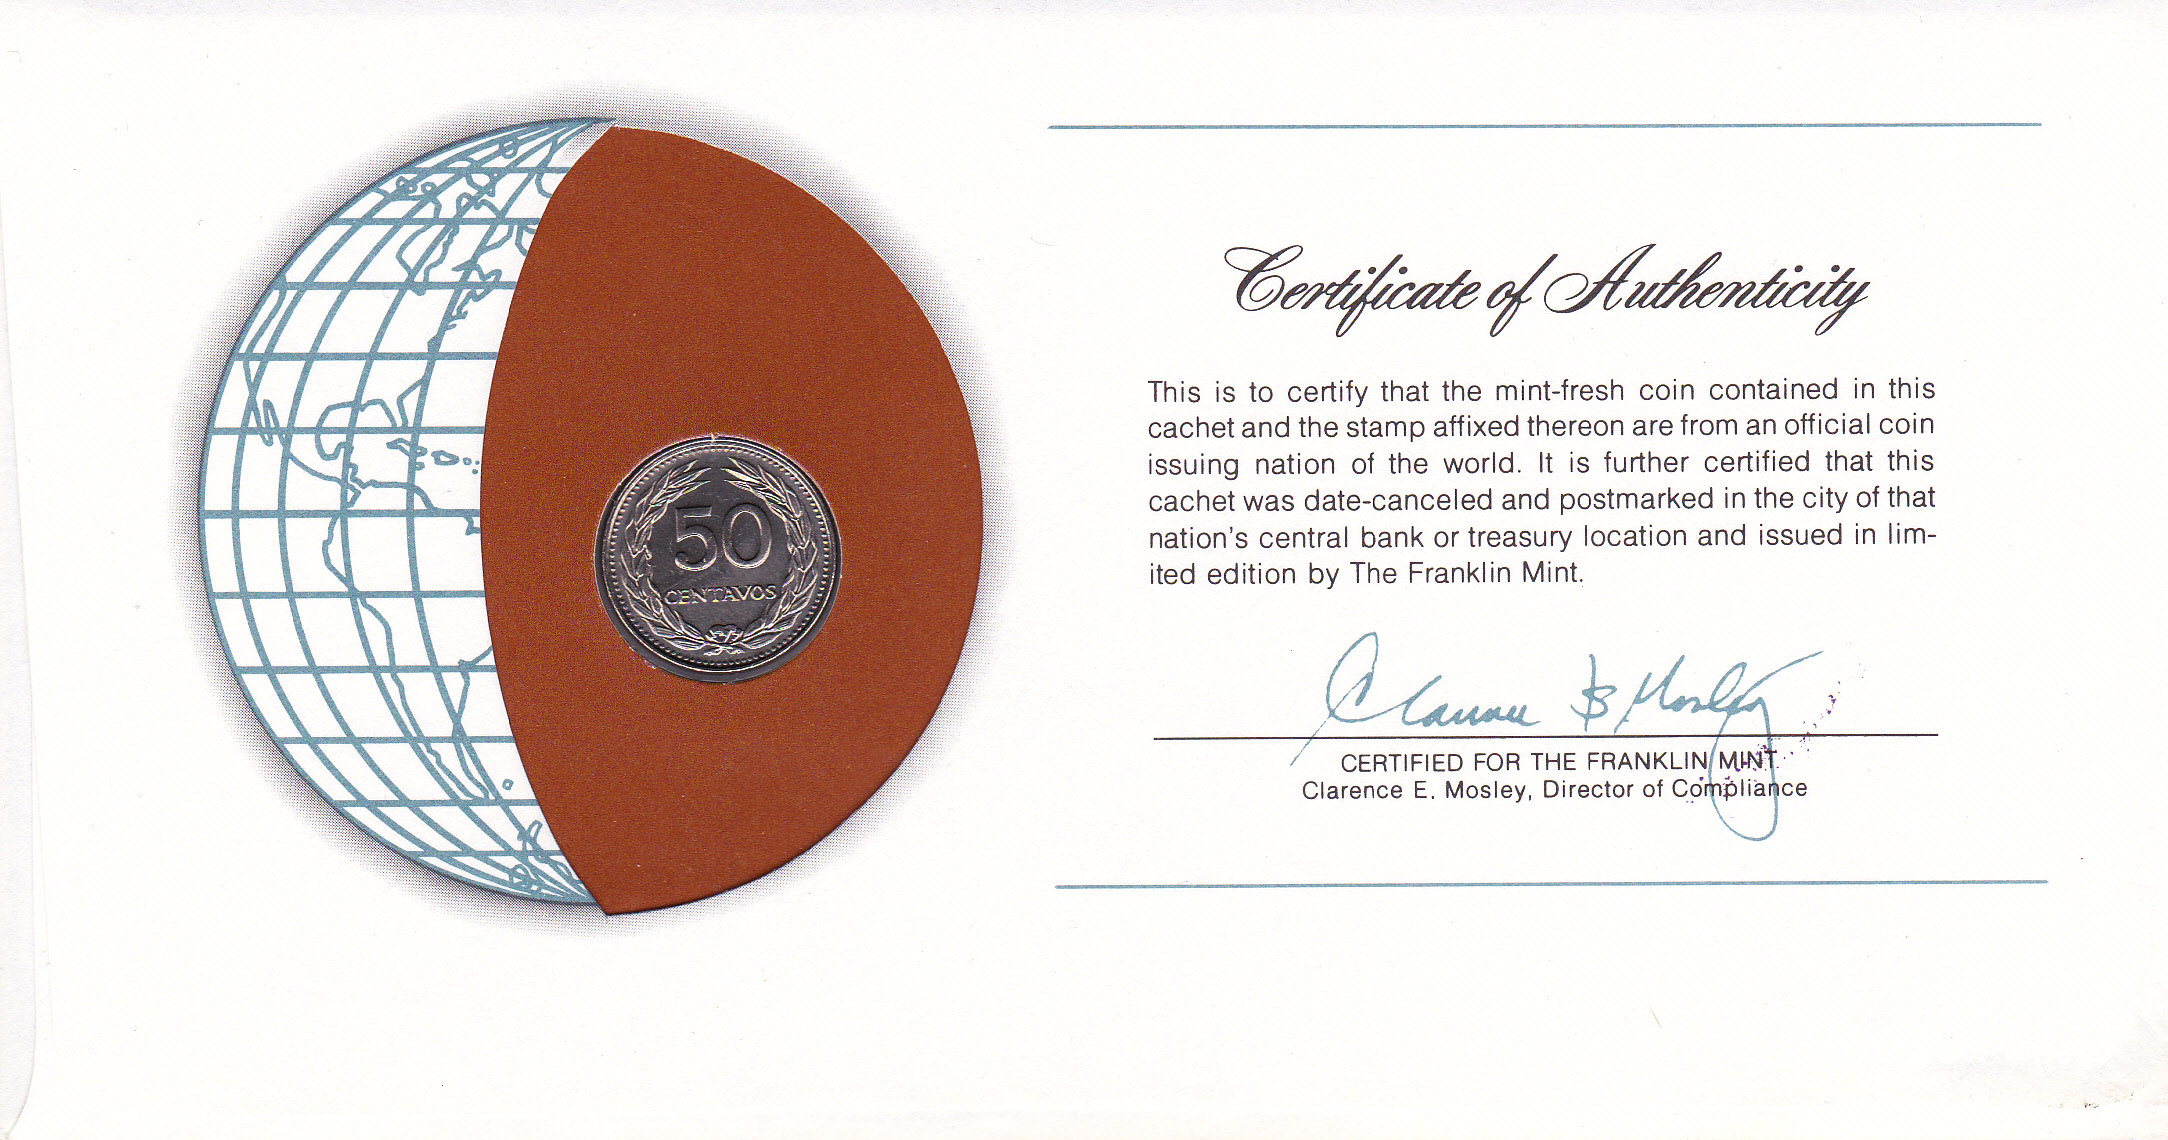 50
CENTAVOS
Certificate of Authenticity
This is to certify that the mint-fresh coin contained in this
cachet and the stamp affixed thereon are from an official coin
issuing nation of the world. It is further certified that this
cachet was date-canceled and postmarked in the city of that
nation's central bank or treasury location and issued in lim-
ited edition by The Franklin Mint.
Clarence E Mosley
CERTIFIED FOR THE FRANKLIN MINT
Clarence E. Mosley, Director of Compliance